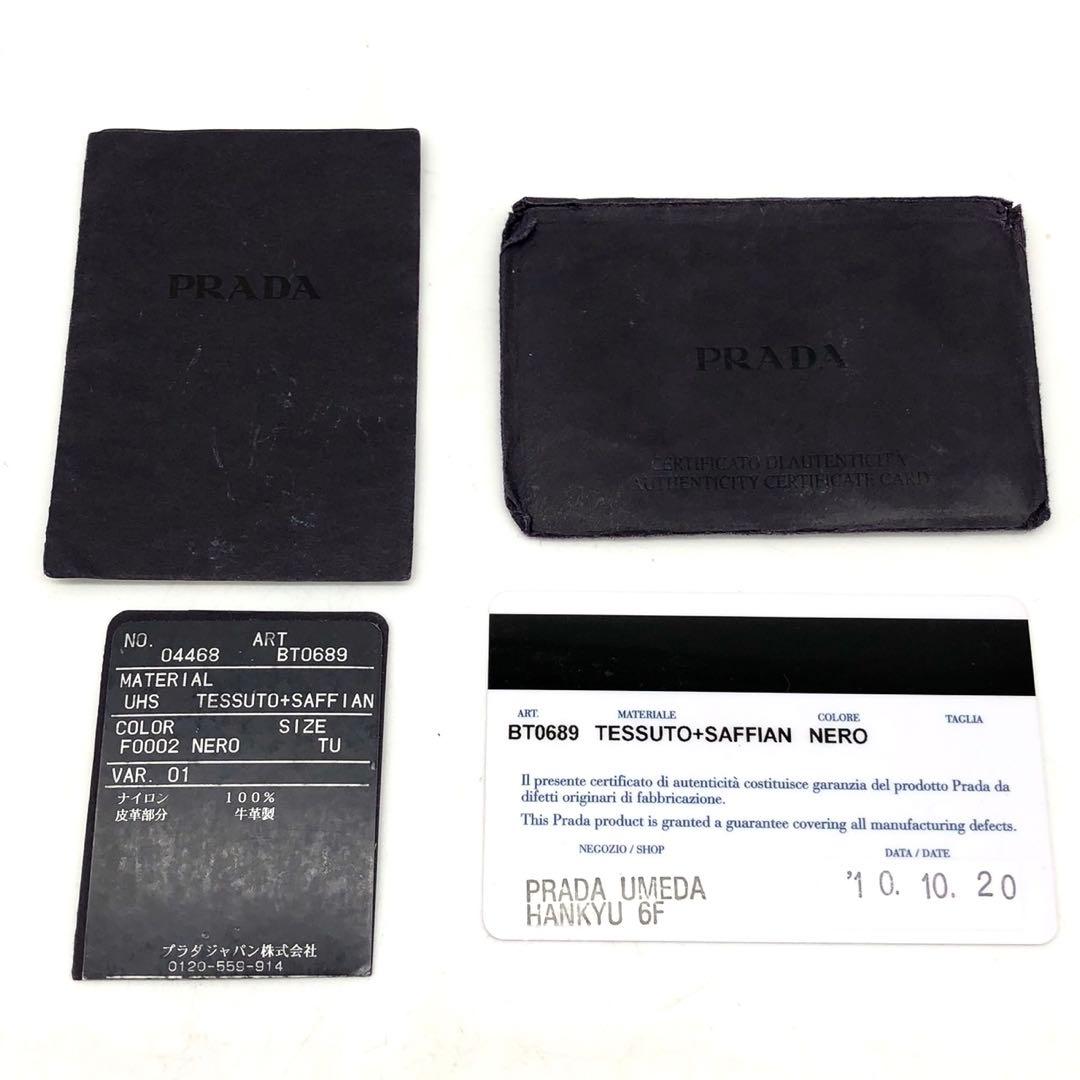 PRADA
PRADA
CERTIFICATO DI AUTENTICITÀ
AUTHENTICITY CERTIFICATE CARD
NO. ART
04468 BT0689
MATERIAL
UHS TESSUTO+SAFFIAN
COLOR SIZE
F0002 NERO TU
VAR. 01
ナイロン 100%
皮革部分 牛革製
プラダジャパン株式会社
0120-559-914
ART. MATERIALE COLORE TAGLIA
BT0689 TESSUTO+SAFFIAN NERO
Il presente certificato di autenticità costituisce garanzia del prodotto Prada da
difetti originari di fabbricazione.
This Prada product is granted a guarantee covering all manufacturing defects.
NEGOZIO / SHOP DATA / DATE
PRADA UMEDA '10. 10. 20
HANKYU 6F